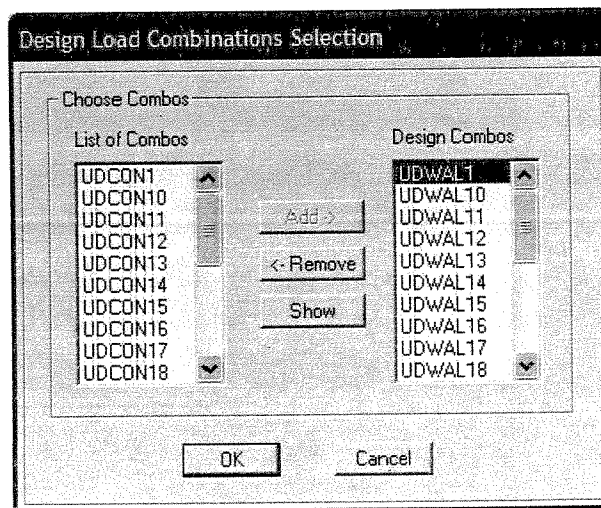 Design Load Combinations Selection
Choose Combos
List of Combos
UDCON1
UDCON10
UDCON11
UDCON12
UDCON13
UDCON14
UDCON15
UDCON16
UDCON17
UDCON18
Add ->
<- Remove
Show
Design Combos
UDWAL1
UDWAL10
UDWAL11
UDWAL12
UDWAL13
UDWAL14
UDWAL15
UDWAL16
UDWAL17
UDWAL18
OK
Cancel